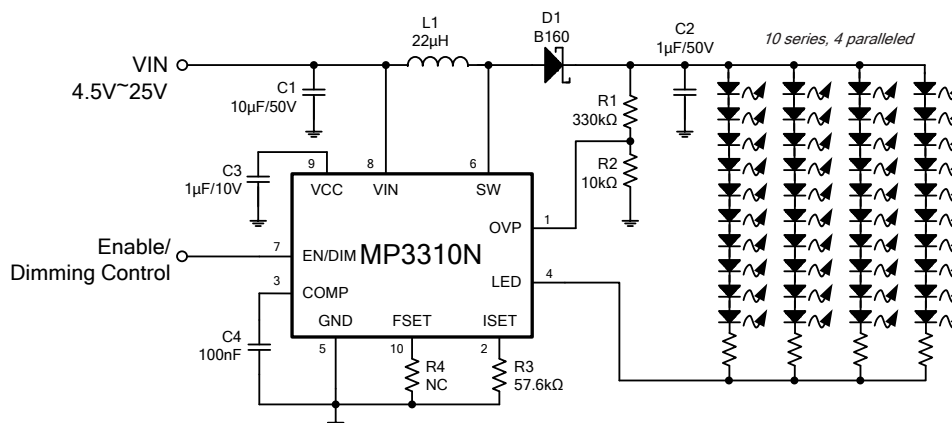 L1
22µH
D1
B160
C2
1µF/50V
10 series, 4 paralleled
VIN
4.5V~25V
C1
10µF/50V
R1
330kΩ
C3
1µF/10V
9
8
6
R2
10kΩ
VCC
VIN
SW
1
OVP
Enable/
Dimming Control
7
EN/DIM
MP3310N
4
LED
3
COMP
GND
FSET
ISET
C4
100nF
5
10
2
R4
NC
R3
57.6kΩ